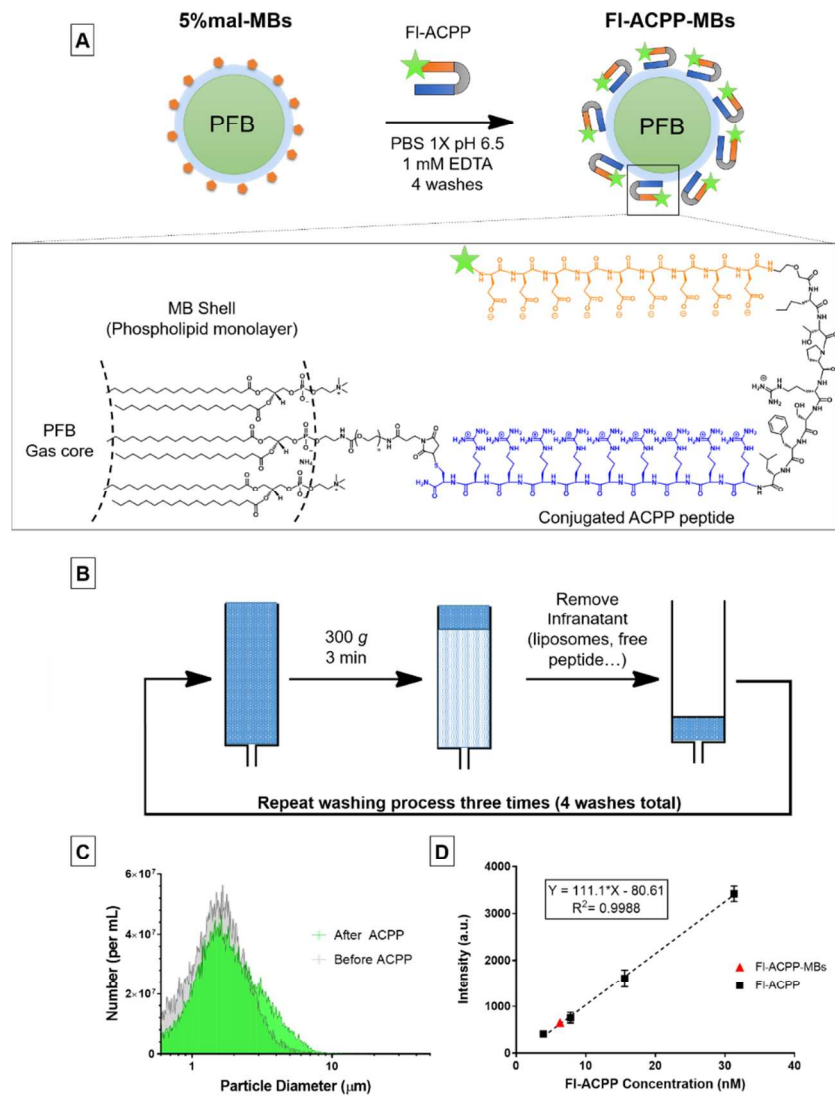 5%mal-MBs
Fl-ACPP-MBs
A
Fl-ACPP
PFB
PFB
PBS 1X pH 6.5
1 mM EDTA
4 washes
MB Shell
(Phospholipid monolayer)
PFB
Gas core
Conjugated ACPP peptide
B
300 g
3 min
Remove
Infranatant
(liposomes, free
peptide…)
Repeat washing process three times (4 washes total)
C
6×10⁷
4×10⁷
2×10⁷
0
1
10
Number (per mL)
Particle Diameter (μm)
After ACPP
Before ACPP
D
4000
3000
2000
1000
0
0
10
20
30
40
Intensity (a.u.)
Fl-ACPP Concentration (nM)
Y = 111.1*X - 80.61
R²= 0.9988
Fl-ACPP-MBs
Fl-ACPP